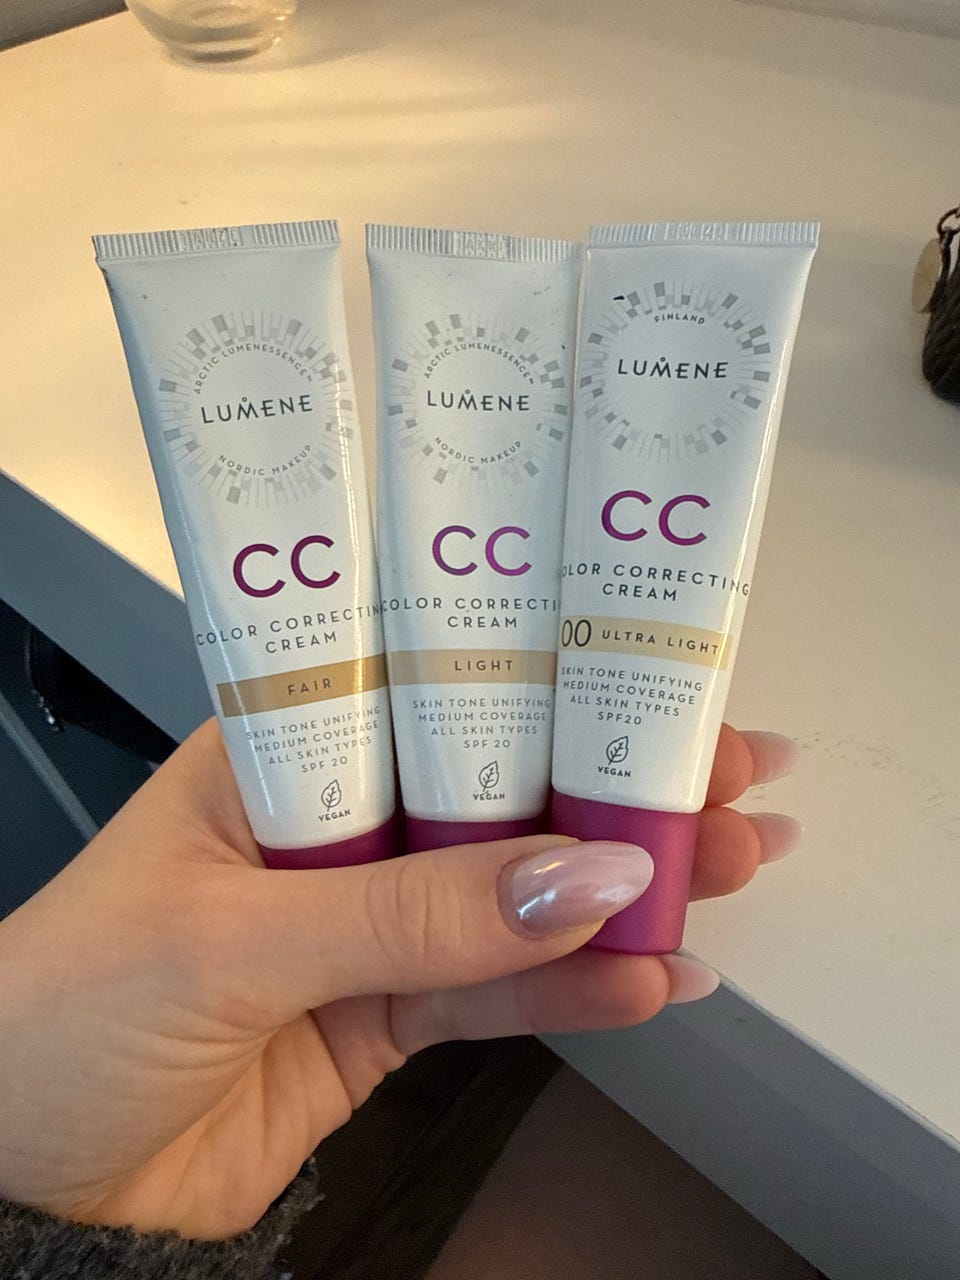 ARCTIC LUMENESSENCE™
LUMENE
NORDIC MAKEUP
CC
COLOR CORRECTIN
CREAM
FAIR
SKIN TONE UNIFYING
MEDIUM COVERAGE
ALL SKIN TYPES
SPF 20
VEGAN
ARCTIC LUMENESSENCE™
LUMENE
NORDIC MAKEUP
CC
COLOR CORRECTI
CREAM
LIGHT
SKIN TONE UNIFYING
MEDIUM COVERAGE
ALL SKIN TYPES
SPF 20
VEGAN
FINLAND
LUMENE
CC
OLOR CORRECTING
CREAM
00 ULTRA LIGHT
SKIN TONE UNIFYING
MEDIUM COVERAGE
ALL SKIN TYPES
SPF20
VEGAN